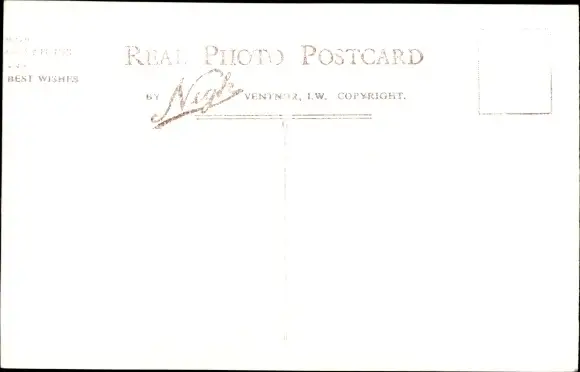 BEST WISHES
REAL PHOTO POSTCARD
BY Nigh VENTNOR, I.W. COPYRIGHT.